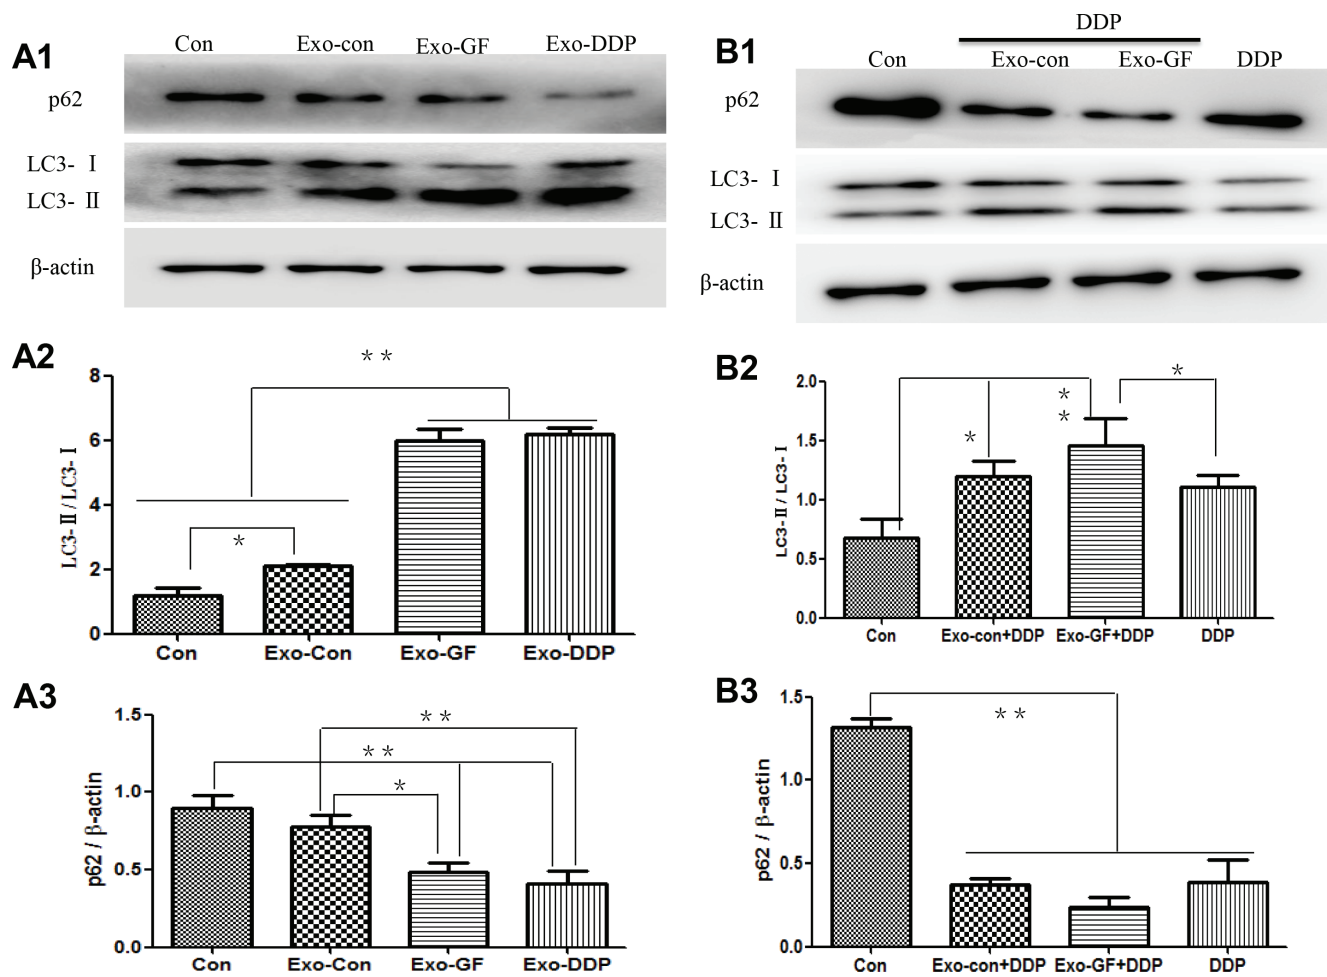 A1
Con Exo-con Exo-GF Exo-DDP
p62
LC3- Ⅰ
LC3- Ⅱ
β-actin
B1
DDP
Con Exo-con Exo-GF DDP
p62
LC3- Ⅰ
LC3- Ⅱ
β-actin
A2
LC3-Ⅱ/LC3-Ⅰ
8
6
4
2
0
* *
*
Con Exo-Con Exo-GF Exo-DDP
B2
LC3-Ⅱ / LC3-Ⅰ
2.0
1.5
1.0
0.5
0.0
*
*
*
*
Con Exo-con+DDP Exo-GF+DDP DDP
A3
p62 / β-actin
1.5
1.0
0.5
0.0
* *
* *
*
Con Exo-Con Exo-GF Exo-DDP
B3
p62 / β-actin
1.5
1.0
0.5
0.0
* *
Con Exo-con+DDP Exo-GF+DDP DDP